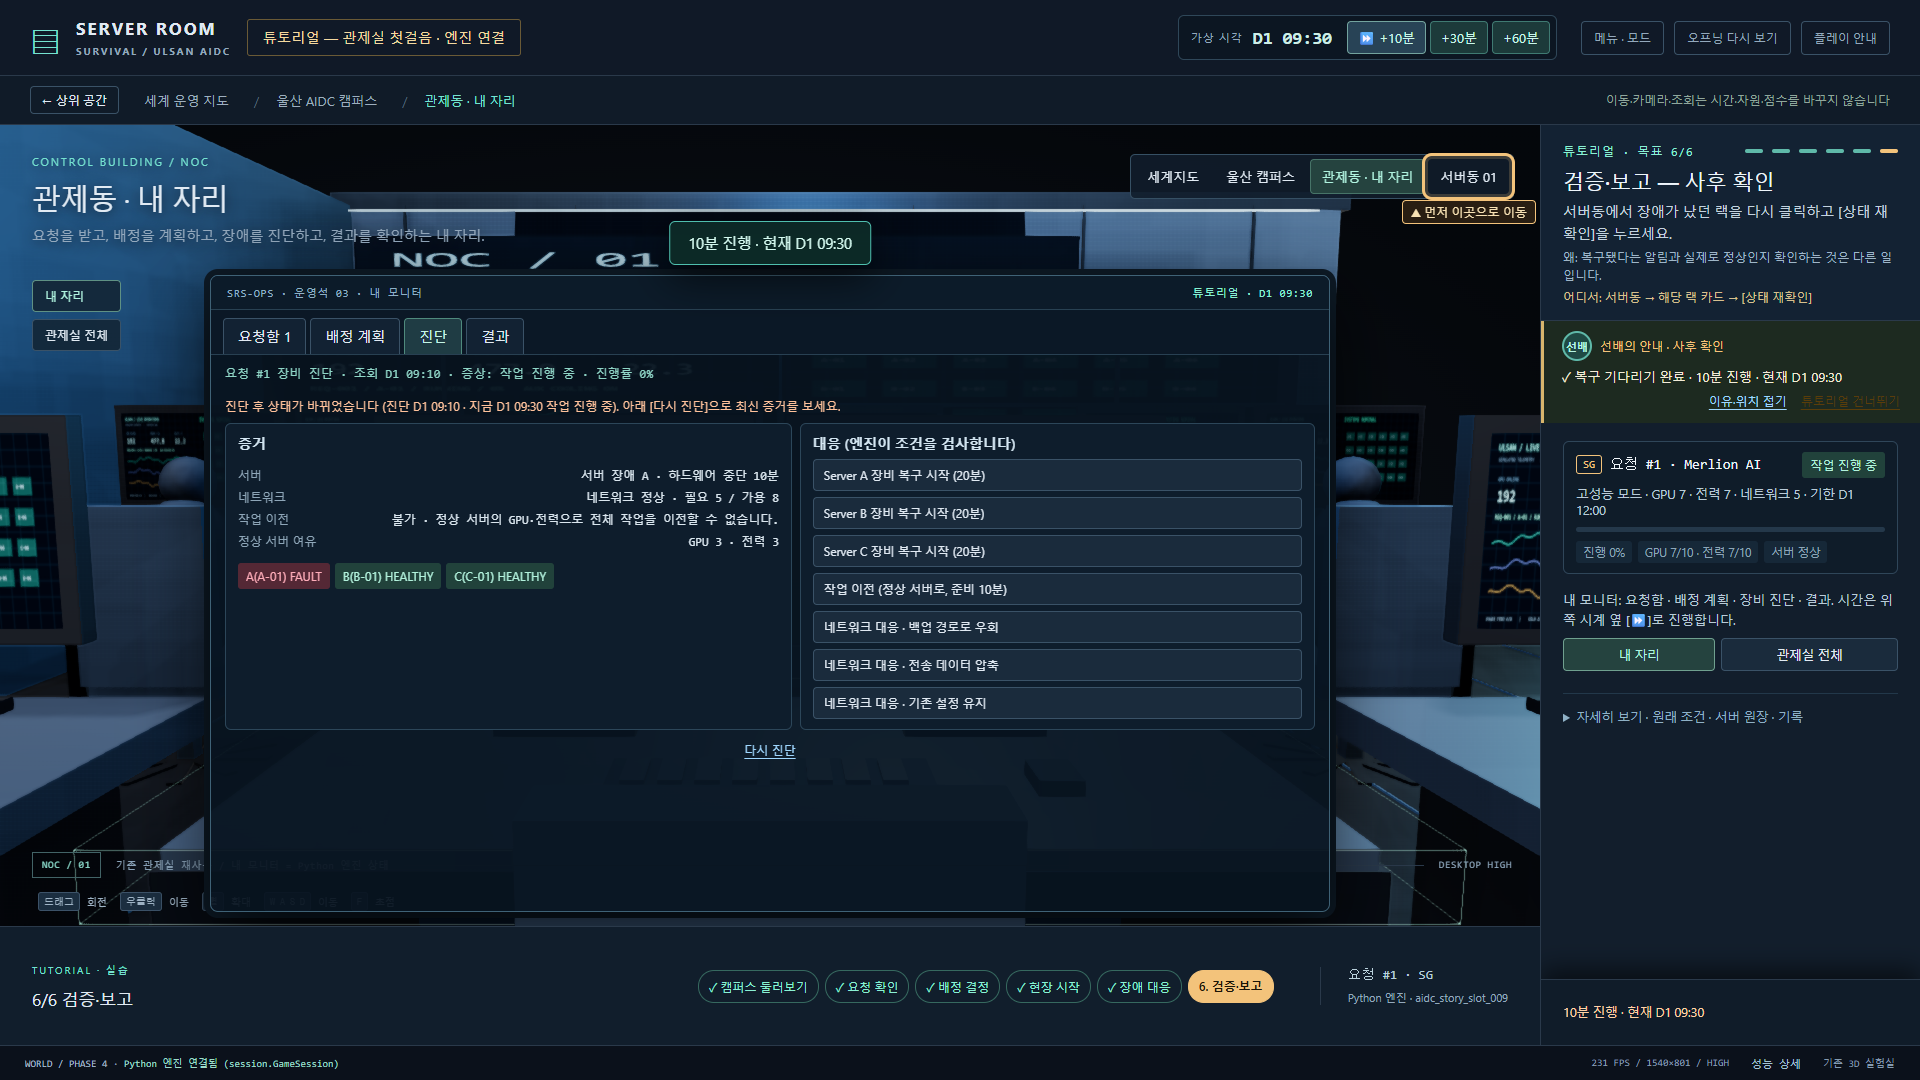 SERVER ROOM
SURVIVAL / ULSAN AIDC
튜토리얼 — 관제실 첫걸음 · 엔진 연결
가상 시각 D1 09:30 ⏩ +10분 +30분 +60분
메뉴 · 모드 오프닝 다시 보기 플레이 안내
← 상위 공간 세계 운영 지도 / 울산 AIDC 캠퍼스 / 관제동 · 내 자리
이동·카메라·조회는 시간·자원·점수를 바꾸지 않습니다
CONTROL BUILDING / NOC
관제동 · 내 자리
요청을 받고, 배정을 계획하고, 장애를 진단하고, 결과를 확인하는 내 자리.
내 자리
관제실 전체
세계지도 울산 캠퍼스 관제동 · 내 자리 서버동 01
▲ 먼저 이곳으로 이동
10분 진행 · 현재 D1 09:30
NOC / 01
SRS-OPS · 운영석 03 · 내 모니터
튜토리얼 · D1 09:30
요청함 1 배정 계획 진단 결과
요청 #1 장비 진단 · 조회 D1 09:10 · 증상: 작업 진행 중 · 진행률 0%
진단 후 상태가 바뀌었습니다 (진단 D1 09:10 · 지금 D1 09:30 작업 진행 중). 아래 [다시 진단]으로 최신 증거를 보세요.
증거
서버 서버 장애 A · 하드웨어 중단 10분
네트워크 네트워크 정상 · 필요 5 / 가용 8
작업 이전 불가 · 정상 서버의 GPU·전력으로 전체 작업을 이전할 수 없습니다.
정상 서버 여유 GPU 3 · 전력 3
A(A-01) FAULT B(B-01) HEALTHY C(C-01) HEALTHY
대응 (엔진이 조건을 검사합니다)
Server A 장비 복구 시작 (20분)
Server B 장비 복구 시작 (20분)
Server C 장비 복구 시작 (20분)
작업 이전 (정상 서버로, 준비 10분)
네트워크 대응 · 백업 경로로 우회
네트워크 대응 · 전송 데이터 압축
네트워크 대응 · 기존 설정 유지
다시 진단
ULSAN / LIVE
192
NOC / 01 기존 관제실 재사
DESKTOP HIGH
드래그 회전 우클릭 이동
튜토리얼 · 목표 6/6
검증·보고 — 사후 확인
서버동에서 장애가 났던 랙을 다시 클릭하고 [상태 재
확인]을 누르세요.
왜: 복구됐다는 알림과 실제로 정상인지 확인하는 것은 다른 일
입니다.
어디서: 서버동 → 해당 랙 카드 → [상태 재확인]
선배 선배의 안내 · 사후 확인
✓ 복구 기다리기 완료 · 10분 진행 · 현재 D1 09:30
이유·위치 접기 튜토리얼 건너뛰기
SG 요청 #1 · Merlion AI 작업 진행 중
고성능 모드 · GPU 7 · 전력 7 · 네트워크 5 · 기한 D1
12:00
진행 0% GPU 7/10 · 전력 7/10 서버 정상
내 모니터: 요청함 · 배정 계획 · 장비 진단 · 결과. 시간은 위
쪽 시계 옆 [⏩]로 진행합니다.
내 자리 관제실 전체
▶ 자세히 보기 · 원래 조건 · 서버 원장 · 기록
TUTORIAL · 실습
6/6 검증·보고
✓ 캠퍼스 둘러보기 ✓ 요청 확인 ✓ 배정 결정 ✓ 현장 시작 ✓ 장애 대응 6. 검증·보고
요청 #1 · SG
Python 엔진 · aidc_story_slot_009
10분 진행 · 현재 D1 09:30
WORLD / PHASE 4 · Python 엔진 연결됨 (session.GameSession)
231 FPS / 1540×801 / HIGH 성능 상세 기존 3D 실험실